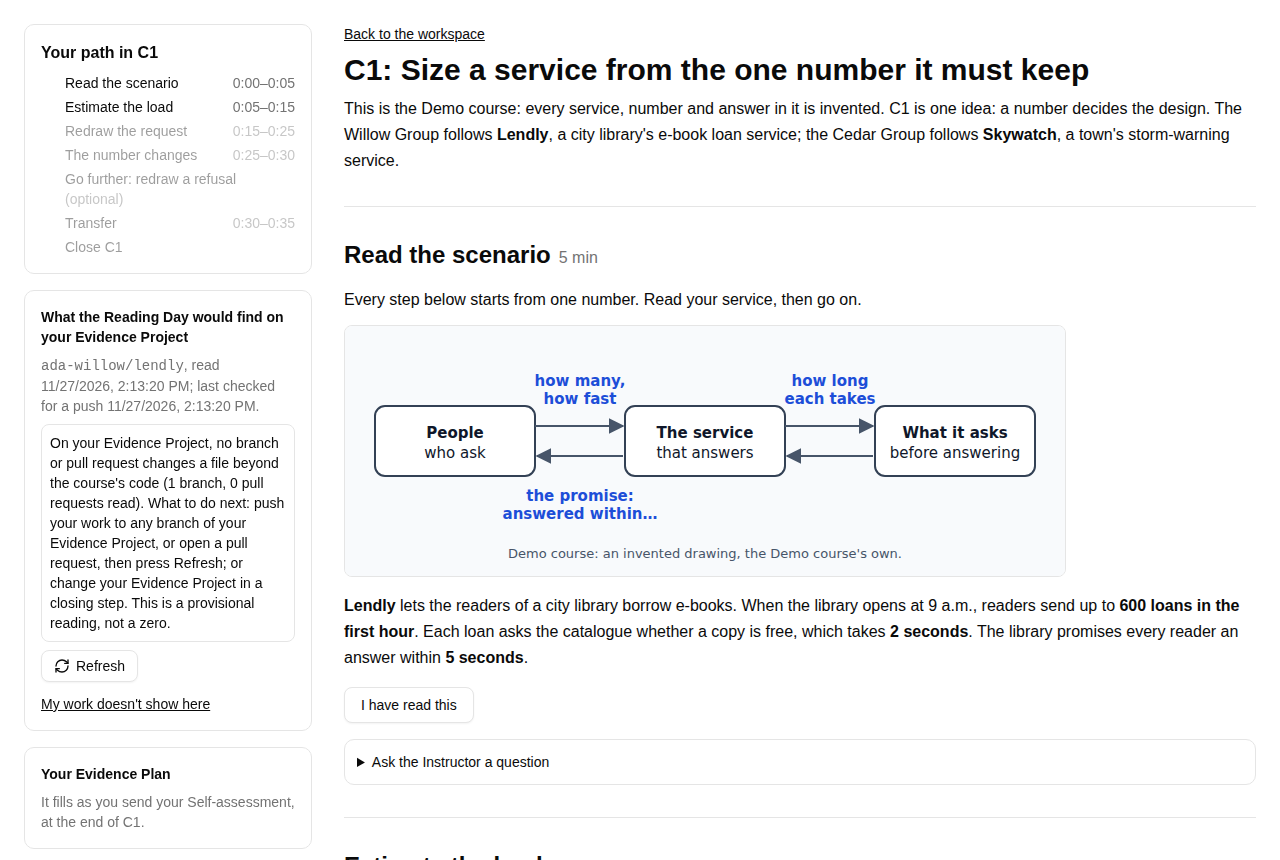 Your path in C1
Read the scenario 0:00–0:05
Estimate the load 0:05–0:15
Redraw the request 0:15–0:25
The number changes 0:25–0:30
Go further: redraw a refusal
(optional)
Transfer 0:30–0:35
Close C1
What the Reading Day would find on
your Evidence Project
ada-willow/lendly, read
11/27/2026, 2:13:20 PM; last checked
for a push 11/27/2026, 2:13:20 PM.
On your Evidence Project, no branch
or pull request changes a file beyond
the course's code (1 branch, 0 pull
requests read). What to do next: push
your work to any branch of your
Evidence Project, or open a pull
request, then press Refresh; or
change your Evidence Project in a
closing step. This is a provisional
reading, not a zero.
Refresh
My work doesn't show here
Your Evidence Plan
It fills as you send your Self-assessment,
at the end of C1.
Back to the workspace
C1: Size a service from the one number it must keep
This is the Demo course: every service, number and answer in it is invented. C1 is one idea: a number decides the design. The
Willow Group follows Lendly, a city library's e-book loan service; the Cedar Group follows Skywatch, a town's storm-warning
service.
Read the scenario 5 min
Every step below starts from one number. Read your service, then go on.
how many,
how fast
how long
each takes
People
who ask
The service
that answers
What it asks
before answering
the promise:
answered within…
Demo course: an invented drawing, the Demo course's own.
Lendly lets the readers of a city library borrow e-books. When the library opens at 9 a.m., readers send up to 600 loans in the
first hour. Each loan asks the catalogue whether a copy is free, which takes 2 seconds. The library promises every reader an
answer within 5 seconds.
I have read this
Ask the Instructor a question